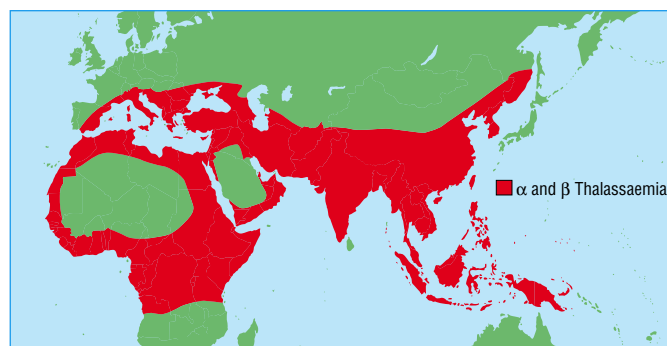 α and β Thalassaemia